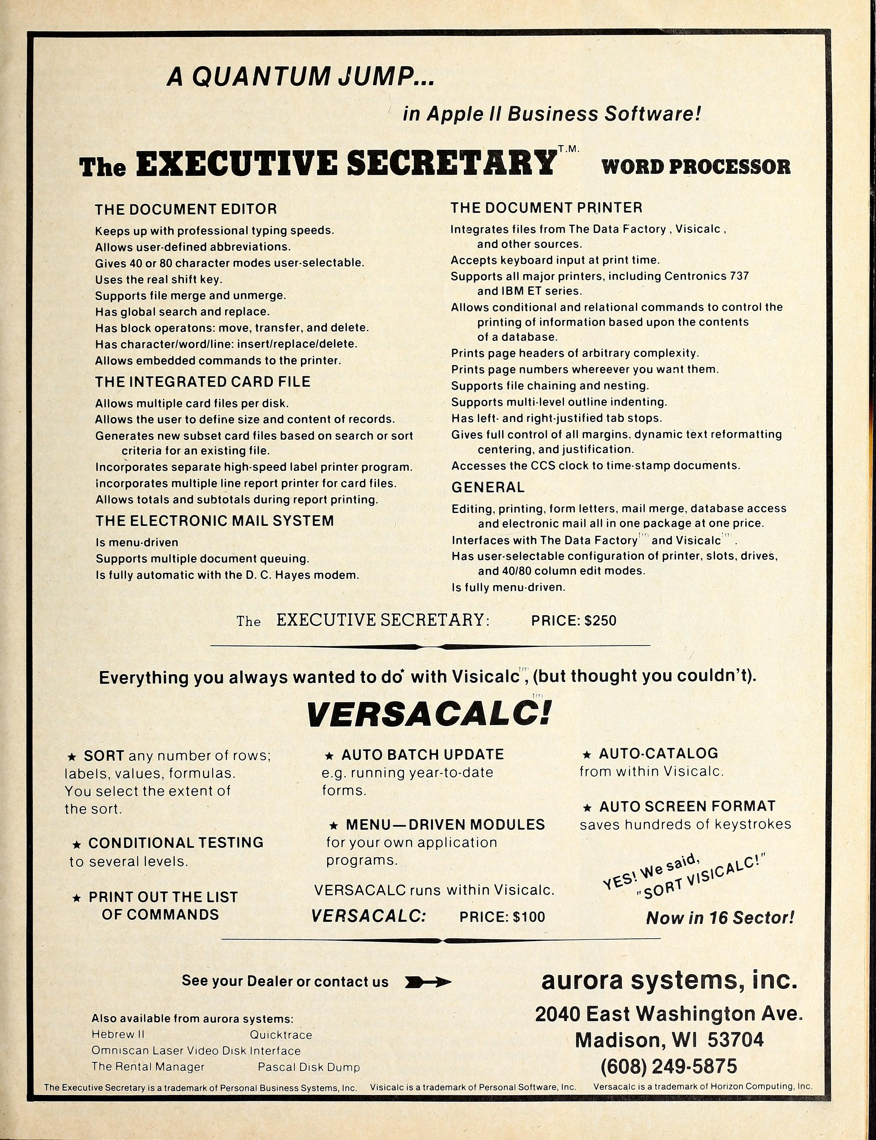 A QUANTUM JUMP...
in Apple II Business Software!
The EXECUTIVE SECRETARY T.M. WORD PROCESSOR
THE DOCUMENT EDITOR
Keeps up with professional typing speeds.
Allows user-defined abbreviations.
Gives 40 or 80 character modes user-selectable.
Uses the real shift key.
Supports file merge and unmerge.
Has global search and replace.
Has block operatons: move, transfer, and delete.
Has character/word/line: insert/replace/delete.
Allows embedded commands to the printer.
THE INTEGRATED CARD FILE
Allows multiple card files per disk.
Allows the user to define size and content of records.
Generates new subset card files based on search or sort
criteria for an existing file.
Incorporates separate high-speed label printer program.
Incorporates multiple line report printer for card files.
Allows totals and subtotals during report printing.
THE ELECTRONIC MAIL SYSTEM
Is menu-driven
Supports multiple document queuing.
Is fully automatic with the D. C. Hayes modem.
THE DOCUMENT PRINTER
Integrates files from The Data Factory, Visicalc,
and other sources.
Accepts keyboard input at print time.
Supports all major printers, including Centronics 737
and IBM ET series.
Allows conditional and relational commands to control the
printing of information based upon the contents
of a database.
Prints page headers of arbitrary complexity.
Prints page numbers whereever you want them.
Supports file chaining and nesting.
Supports multi-level outline indenting.
Has left- and right-justified tab stops.
Gives full control of all margins, dynamic text reformatting
centering, and justification.
Accesses the CCS clock to time-stamp documents.
GENERAL
Editing, printing, form letters, mail merge, database access
and electronic mail all in one package at one price.
Interfaces with The Data Factory™ and Visicalc™.
Has user-selectable configuration of printer, slots, drives,
and 40/80 column edit modes.
Is fully menu-driven.
The EXECUTIVE SECRETARY: PRICE: $250
Everything you always wanted to do* with Visicalc™, (but thought you couldn't).
VERSACALC™!
★ SORT any number of rows;
labels, values, formulas.
You select the extent of
the sort.
★ CONDITIONAL TESTING
to several levels.
★ PRINT OUT THE LIST
OF COMMANDS
★ AUTO BATCH UPDATE
e.g. running year-to-date
forms.
★ MENU—DRIVEN MODULES
for your own application
programs.
VERSACALC runs within Visicalc.
VERSACALC: PRICE: $100
★ AUTO-CATALOG
from within Visicalc.
★ AUTO SCREEN FORMAT
saves hundreds of keystrokes
YES! We said,
"SORT VISICALC!"
Now in 16 Sector!
See your Dealer or contact us
aurora systems, inc.
2040 East Washington Ave.
Madison, WI 53704
(608) 249-5875
Also available from aurora systems:
Hebrew II Quicktrace
Omniscan Laser Video Disk Interface
The Rental Manager Pascal Disk Dump
The Executive Secretary is a trademark of Personal Business Systems, Inc. Visicalc is a trademark of Personal Software, Inc. Versacalc is a trademark of Horizon Computing, Inc.